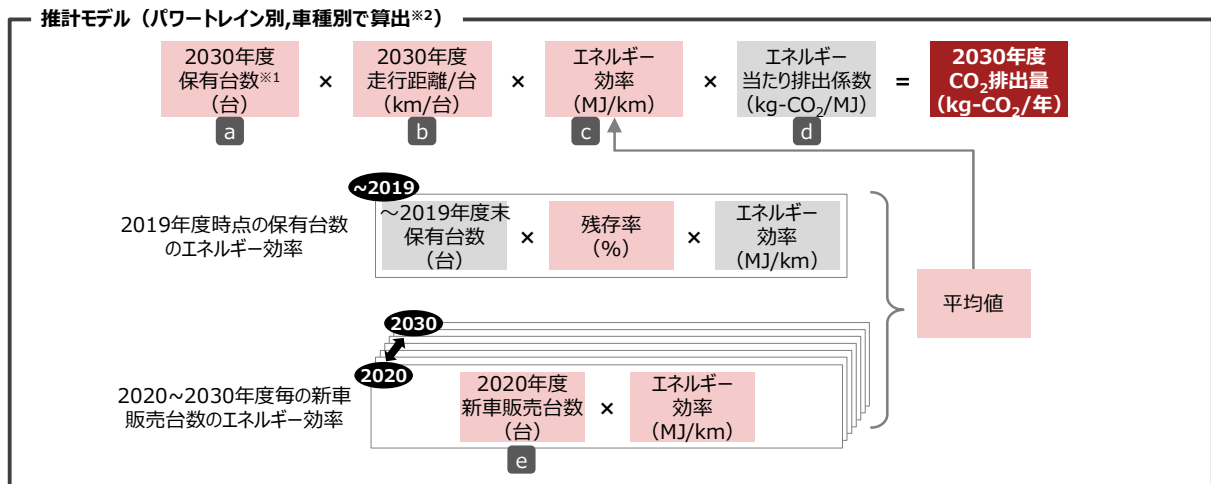 推計モデル（パワートレイン別,車種別で算出※2）
2030年度
保有台数※1
（台）
a
×
2030年度
走行距離/台
（km/台）
b
×
エネルギー
効率
（MJ/km）
c
×
エネルギー
当たり排出係数
（kg-CO2/MJ）
d
=
2030年度
CO2排出量
（kg-CO2/年）
2019年度時点の保有台数
のエネルギー効率
~2019
～2019年度末
保有台数
（台）
×
残存率
（%）
×
エネルギー
効率
（MJ/km）
平均値
2020~2030年度毎の新車
販売台数のエネルギー効率
2030
2020
2020年度
新車販売台数
（台）
e
×
エネルギー
効率
（MJ/km）